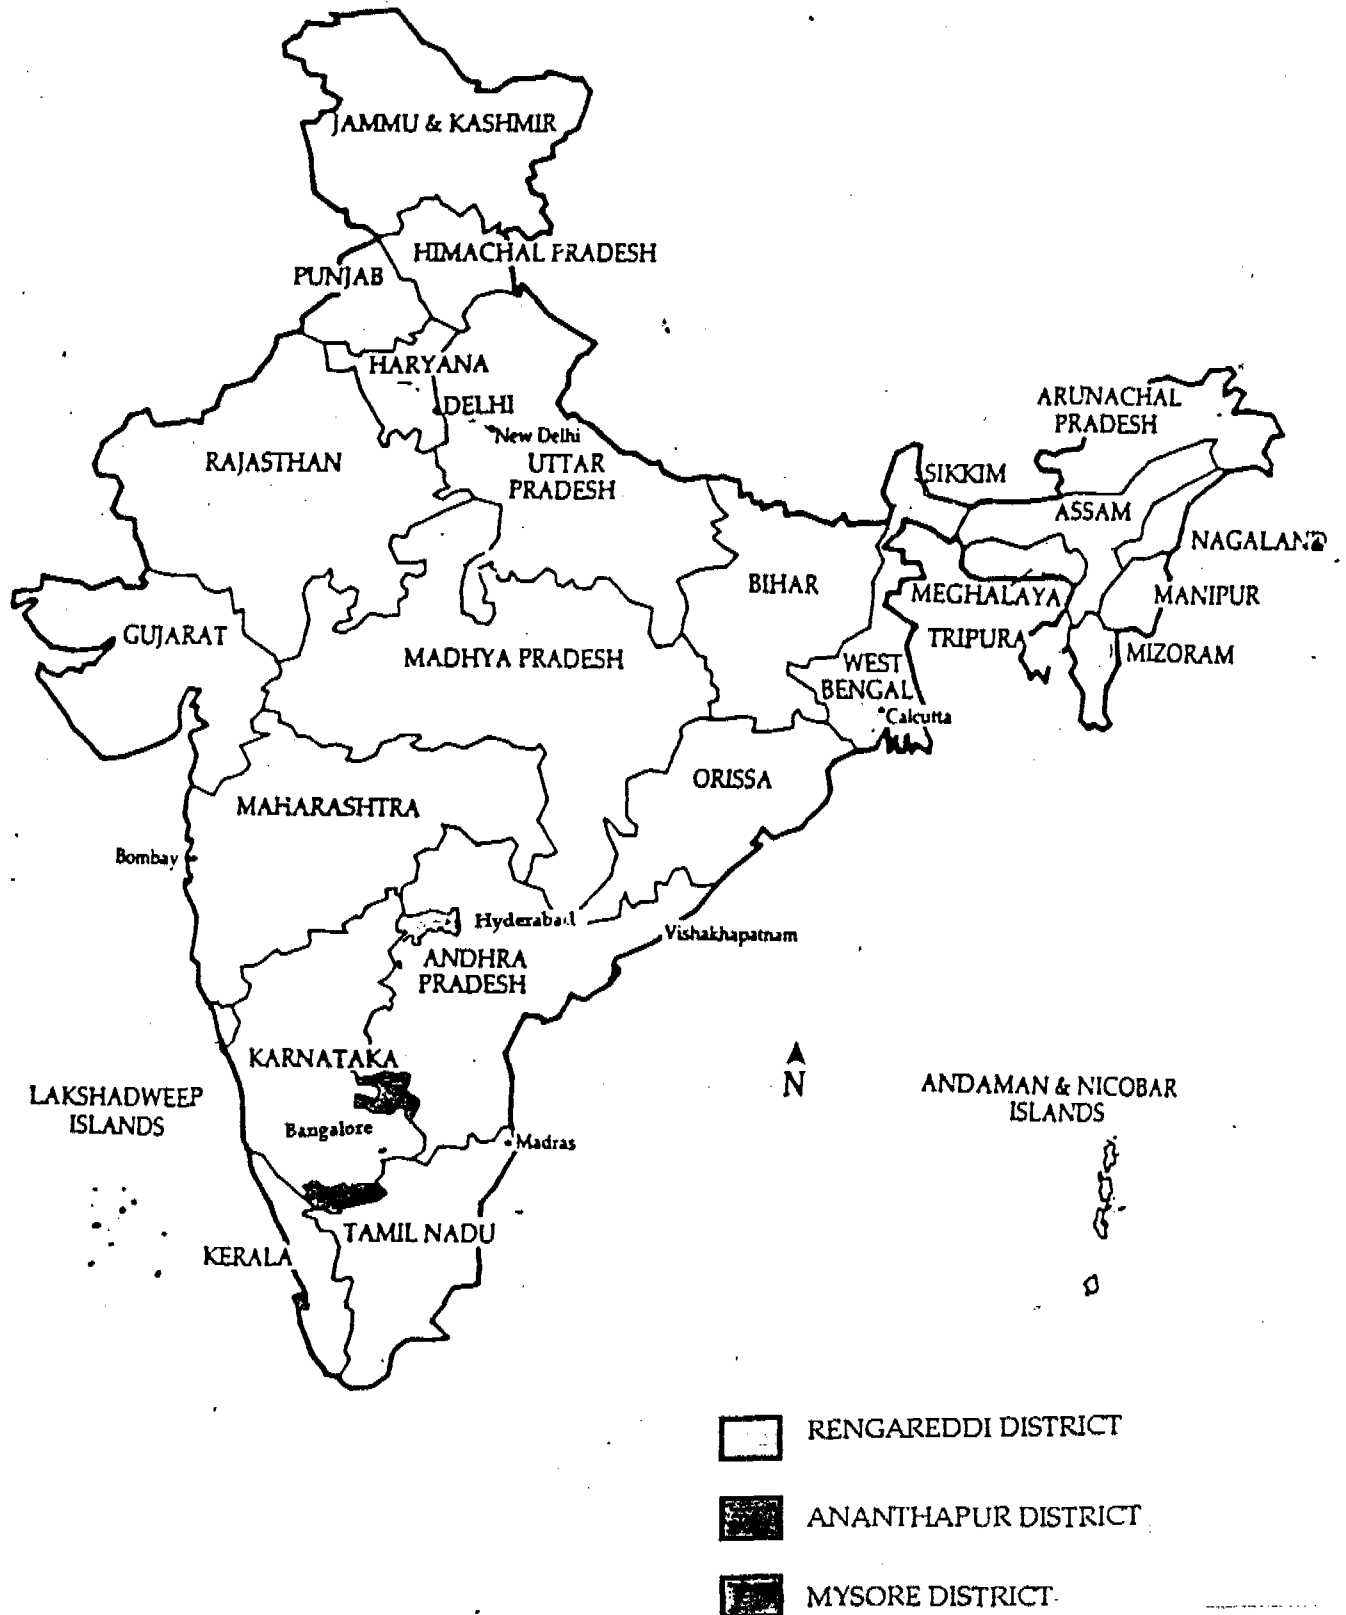 JAMMU & KASHMIR
HIMACHAL PRADESH
PUNJAB
HARYANA
DELHI
New Delhi
ARUNACHAL
PRADESH
RAJASTHAN
UTTAR
PRADESH
SIKKIM
ASSAM
NAGALAND
BIHAR
MEGHALAYA
MANIPUR
GUJARAT
TRIPURA
MIZORAM
MADHYA PRADESH
WEST
BENGAL
Calcutta
ORISSA
MAHARASHTRA
Bombay
Hyderabad
Vishakhapatnam
ANDHRA
PRADESH
KARNATAKA
N
LAKSHADWEEP
ISLANDS
ANDAMAN & NICOBAR
ISLANDS
Bangalore
Madras
TAMIL NADU
KERALA
RENGAREDDI DISTRICT
ANANTHAPUR DISTRICT
MYSORE DISTRICT